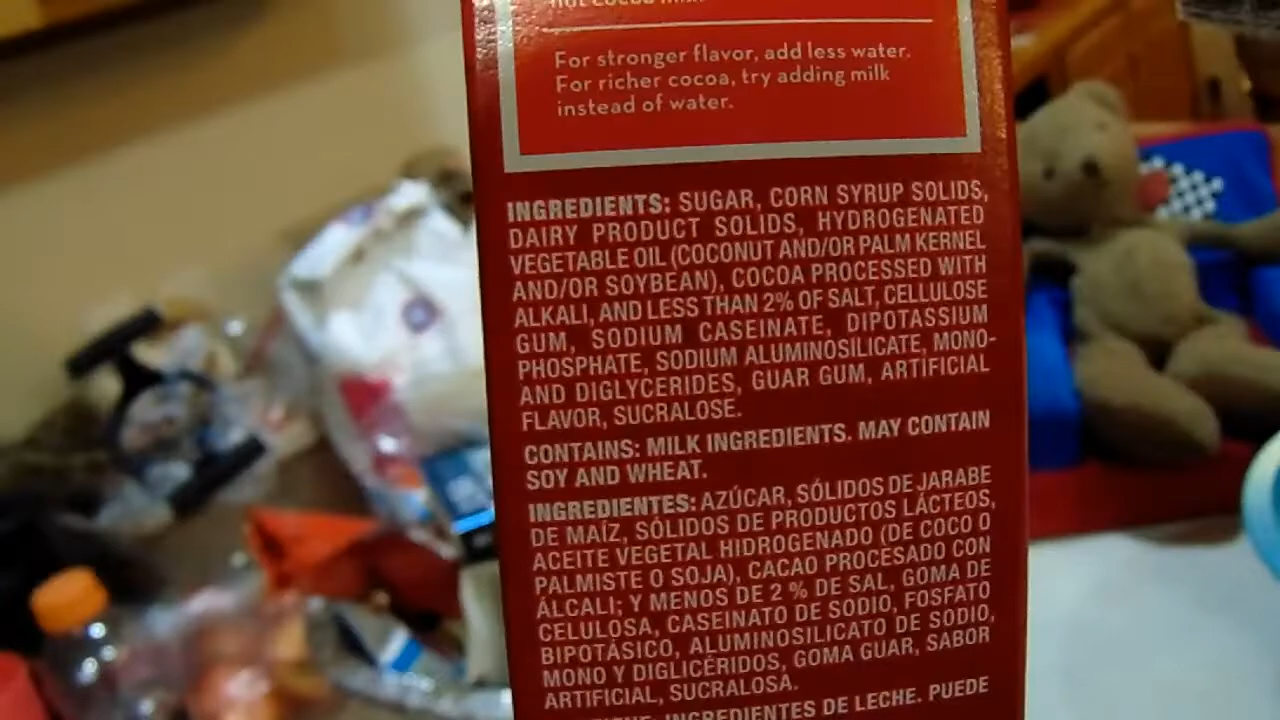 For stronger flavor, add less water.
For richer cocoa, try adding milk
instead of water.
INGREDIENTS: SUGAR, CORN SYRUP SOLIDS,
DAIRY PRODUCT SOLIDS, HYDROGENATED
VEGETABLE OIL (COCONUT AND/OR PALM KERNEL
AND/OR SOYBEAN), COCOA PROCESSED WITH
ALKALI, AND LESS THAN 2% OF SALT, CELLULOSE
GUM, SODIUM CASEINATE, DIPOTASSIUM
PHOSPHATE, SODIUM ALUMINOSILICATE, MONO-
AND DIGLYCERIDES, GUAR GUM, ARTIFICIAL
FLAVOR, SUCRALOSE.
CONTAINS: MILK INGREDIENTS. MAY CONTAIN
SOY AND WHEAT.
INGREDIENTES: AZÚCAR, SÓLIDOS DE JARABE
DE MAÍZ, SÓLIDOS DE PRODUCTOS LÁCTEOS,
ACEITE VEGETAL HIDROGENADO (DE COCO O
PALMISTE O SOJA), CACAO PROCESADO CON
ÁLCALI; Y MENOS DE 2 % DE SAL, GOMA DE
CELULOSA, CASEINATO DE SODIO, FOSFATO
BIPOTÁSICO, ALUMINOSILICATO DE SODIO,
MONO Y DIGLICÉRIDOS, GOMA GUAR, SABOR
ARTIFICIAL, SUCRALOSA.
INGREDIENTES DE LECHE. PUEDE